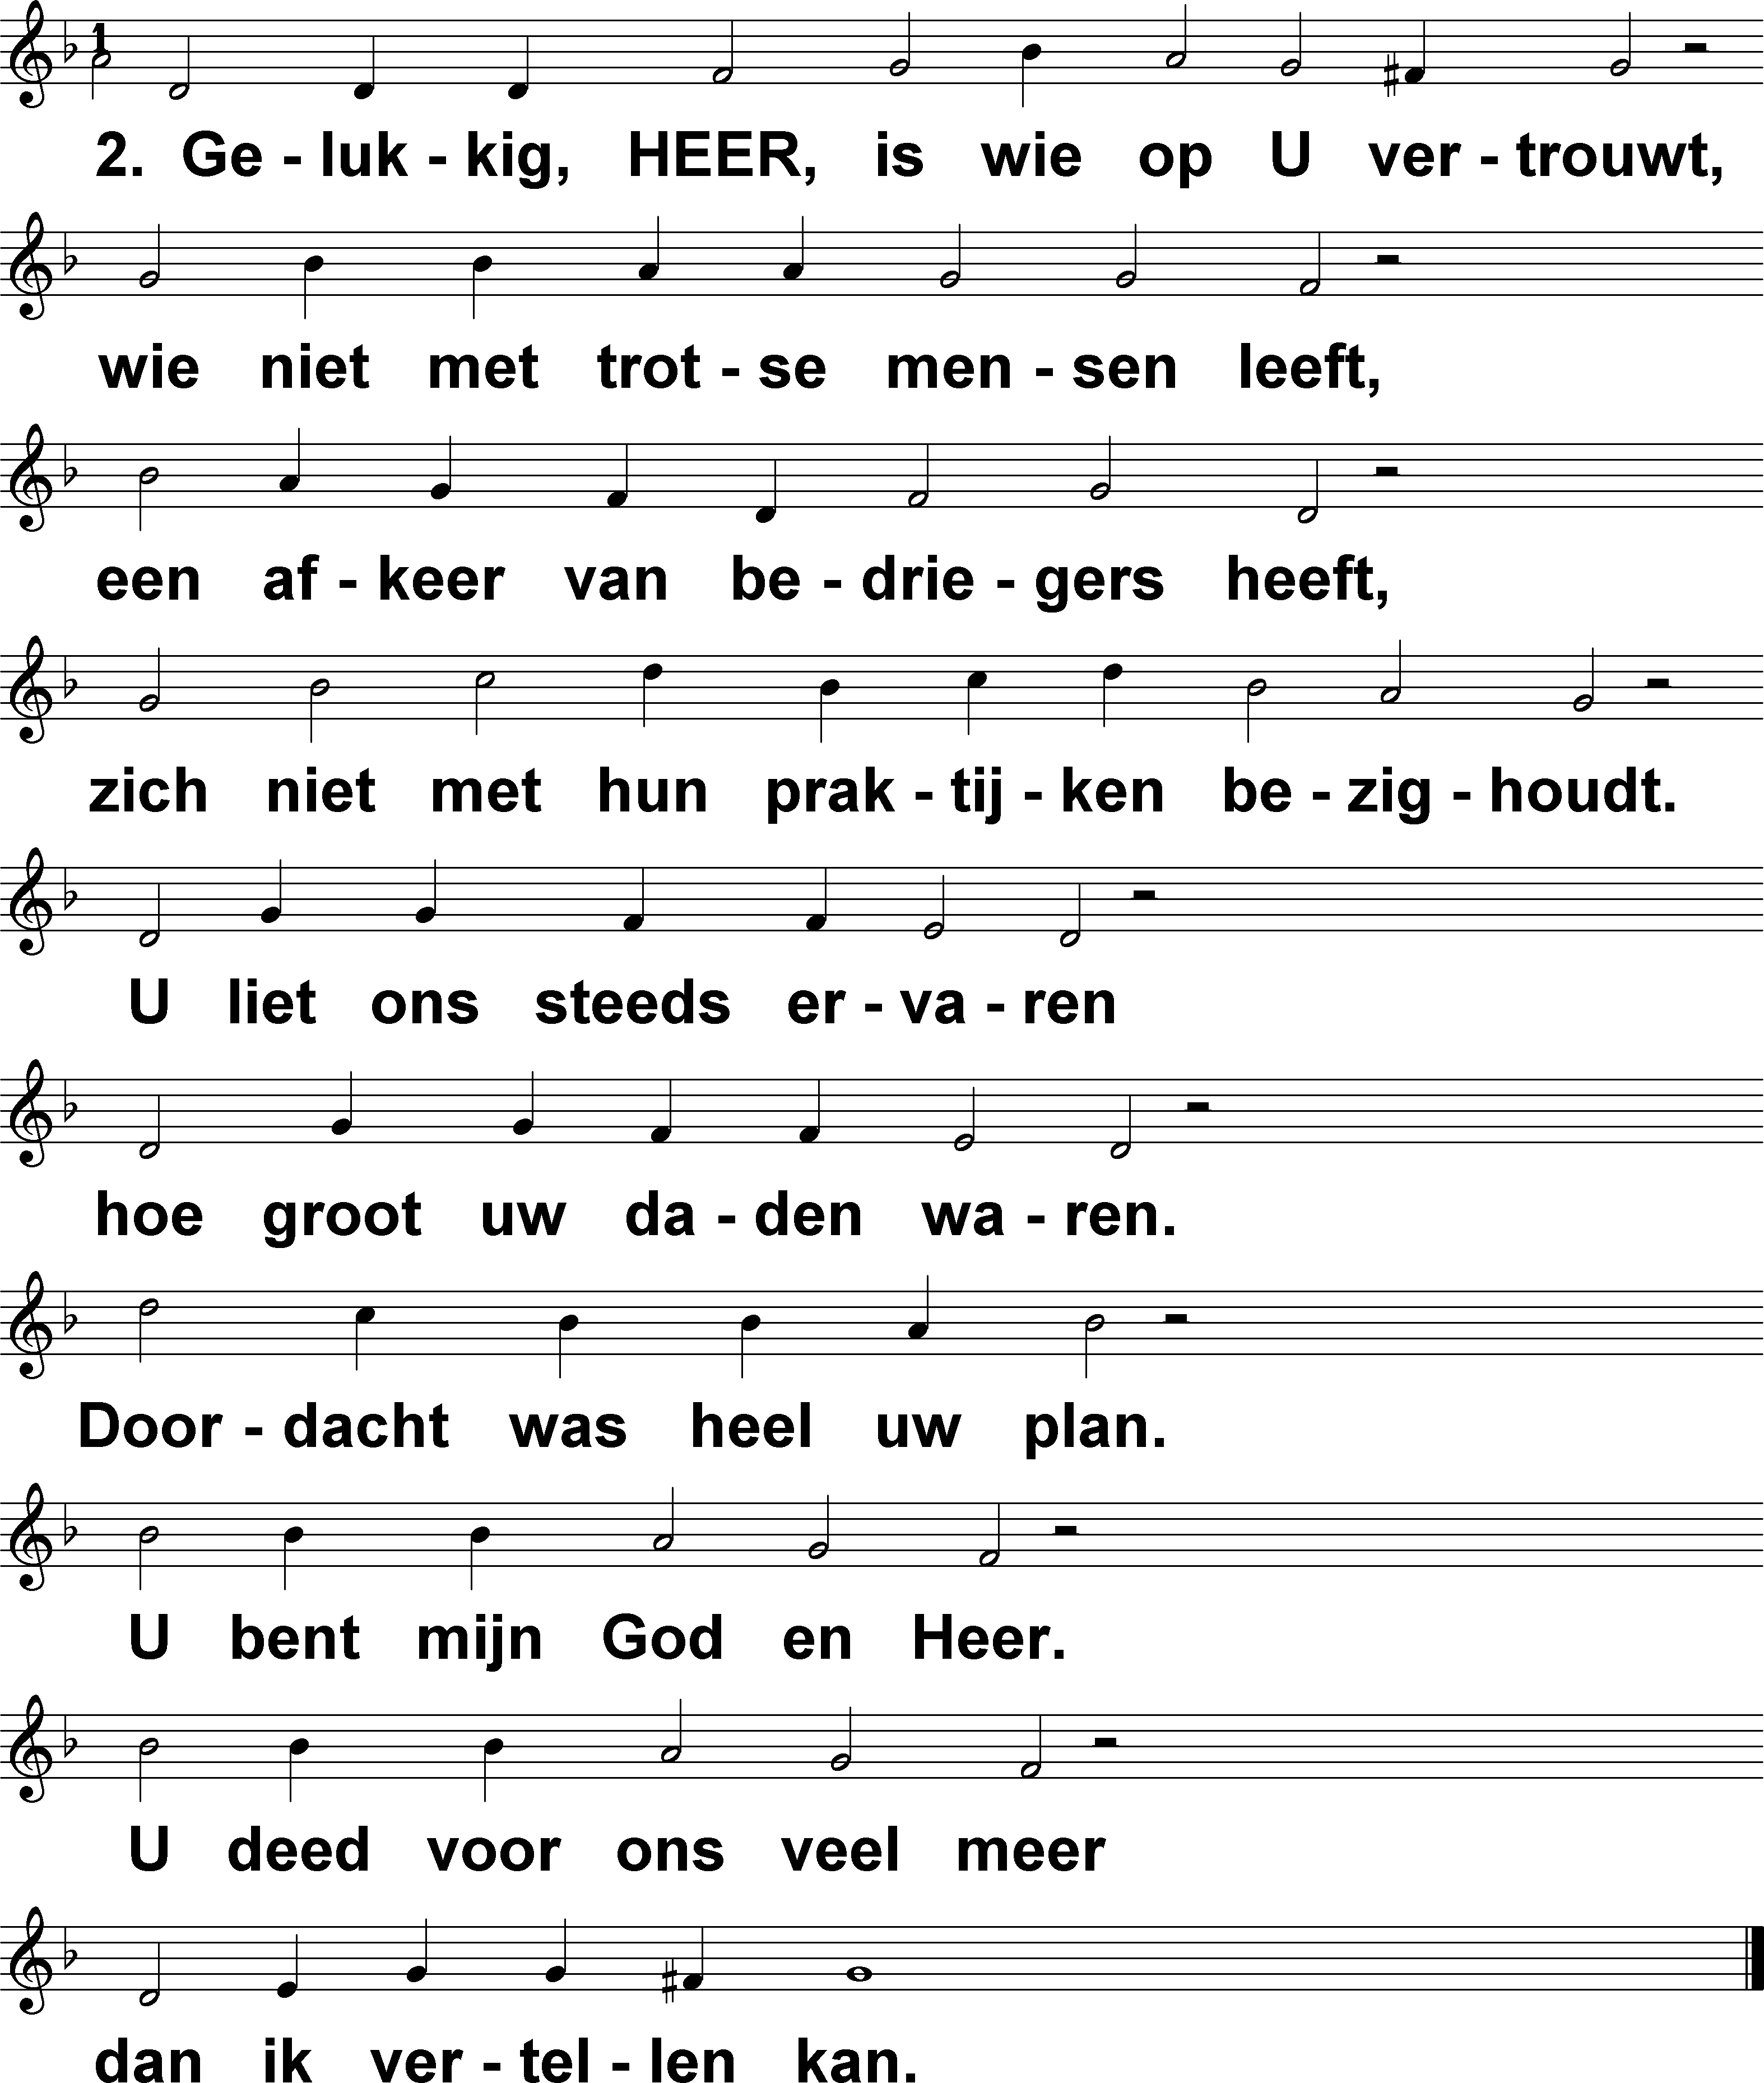 1
2. Ge - luk - kig, HEER, is wie op U ver - trouwt,
wie niet met trot - se men - sen leeft,
een af - keer van be - drie - gers heeft,
zich niet met hun prak - tij - ken be - zig - houdt.
U liet ons steeds er - va - ren
hoe groot uw da - den wa - ren.
Door - dacht was heel uw plan.
U bent mijn God en Heer.
U deed voor ons veel meer
dan ik ver - tel - len kan.